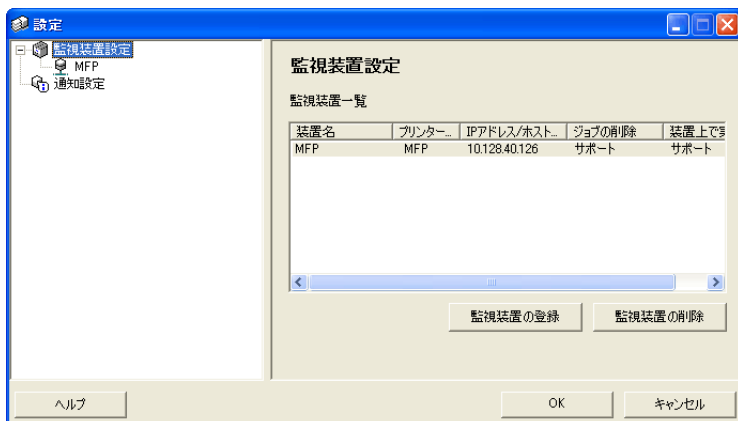 設定
監視装置設定
MFP
通知設定
監視装置設定
監視装置一覧
装置名 プリンター... IPアドレス/ホスト... ジョブの削除 装置上で実
MFP MFP 10.128.40.126 サポート サポート
監視装置の登録 監視装置の削除
ヘルプ OK キャンセル